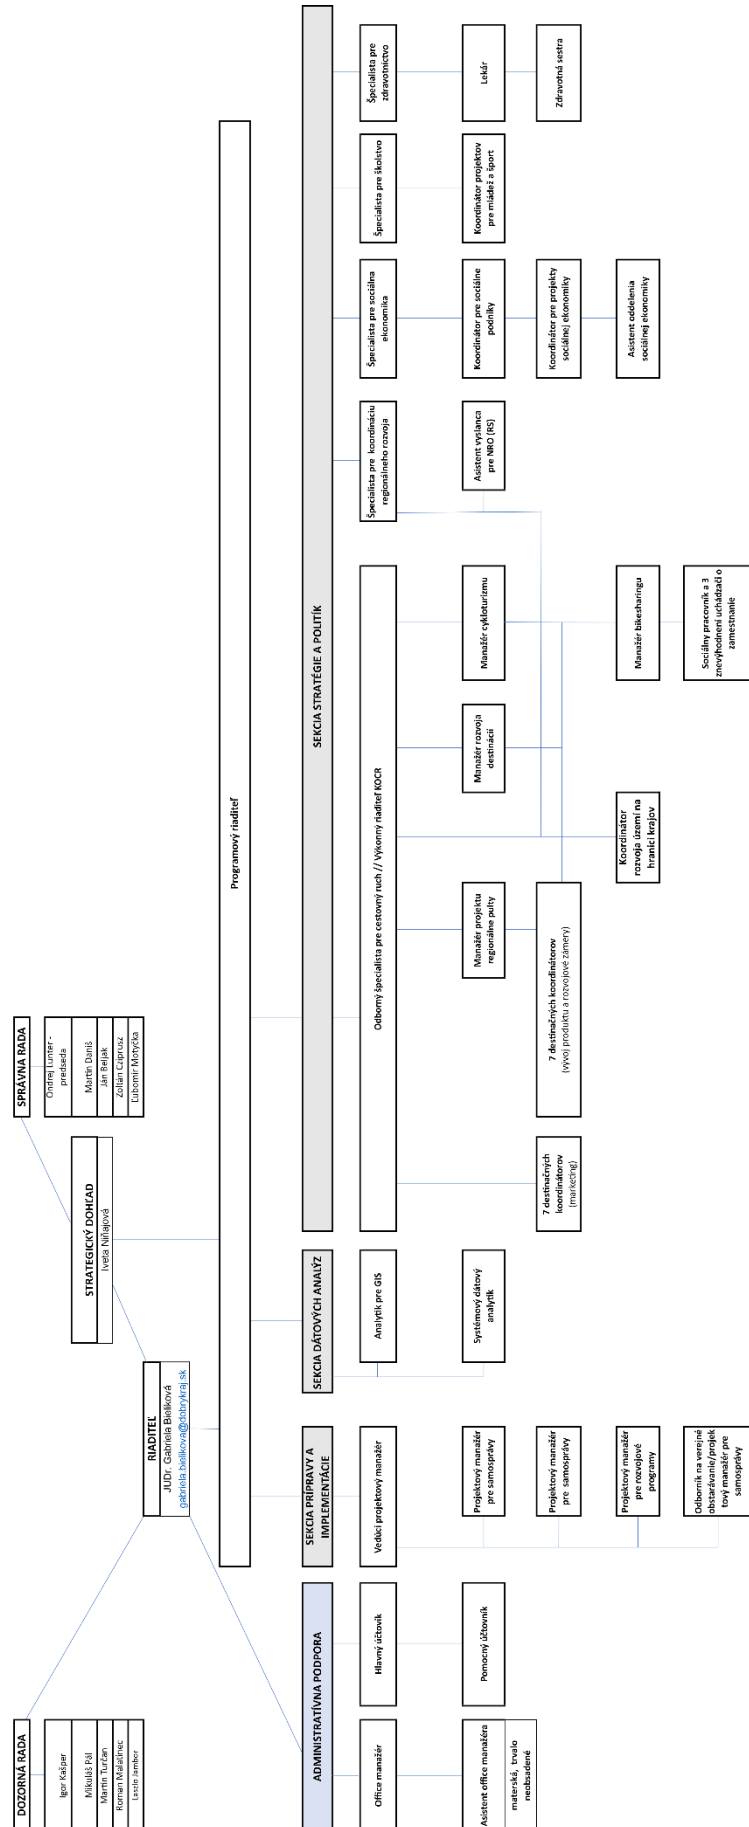 DOZORNÁ RADA
Igor Kašper
Mikuláš Pál
Martin Turčan
Roman Malatinec
Laszlo Jambor
SPRÁVNA RADA
Ondrej Lunter -
predseda
Martin Daniš
Ján Beljak
Zoltán Cziprusz
Ľubomír Motyčka
STRATEGICKÝ DOHĽAD
Iveta Niňajová
RIADITEĽ
JUDr. Gabriela Bieliková
gabriela.bielikova@dobrykraj.sk
Programový riaditeľ
ADMINISTRATÍVNA PODPORA
SEKCIA PRÍPRAVY A
IMPLEMENTÁCIE
SEKCIA DÁTOVÝCH ANALÝZ
SEKCIA STRATÉGIE A POLITÍK
Office manažér
Hlavný účtovík
Vedúci projektový manažér
Analytik pre GIS
Odborný špecialista pre cestovný ruch // Výkonný riaditeľ KOCR
Špecialista pre koordináciu
regionálneho rozvoja
Špecialista pre sociálna
ekonomika
Špecialista pre školstvo
Špecialista pre
zdravotníctvo
Asistent office manažéra
materská, trvalo
neobsadené
Pomocný účtovník
Projektový manažér
pre samosprávy
Systémový dátový
analytik
Manažér projektu
regionálne pulty
Manažér rozvoja
destinácií
Manažér cykloturizmu
Asistent vyslanca
pre NRO (RS)
Koordinátor pre sociálne
podniky
Koordinátor projektov
pre mládež a šport
Lekár
Projektový manažér
pre samosprávy
7 destinačných
koordinátorov
(marketing)
7 destinačných koordinátorov
(vývoj produktu a rozvojové zámery)
Koordinátor pre projekty
sociálnej ekonomiky
Zdravotná sestra
Projektový manažér
pre rozvojové
programy
Koordinátor
rozvoja území na
hranici krajov
Manažér bikesharingu
Asistent oddelenia
sociálnej ekonomiky
Odborník na verejné
obstarávanie/projek
tový manažér pre
samosprávy
Sociálny pracovník a 3
znevýhodnení uchádzači o
zamestnanie